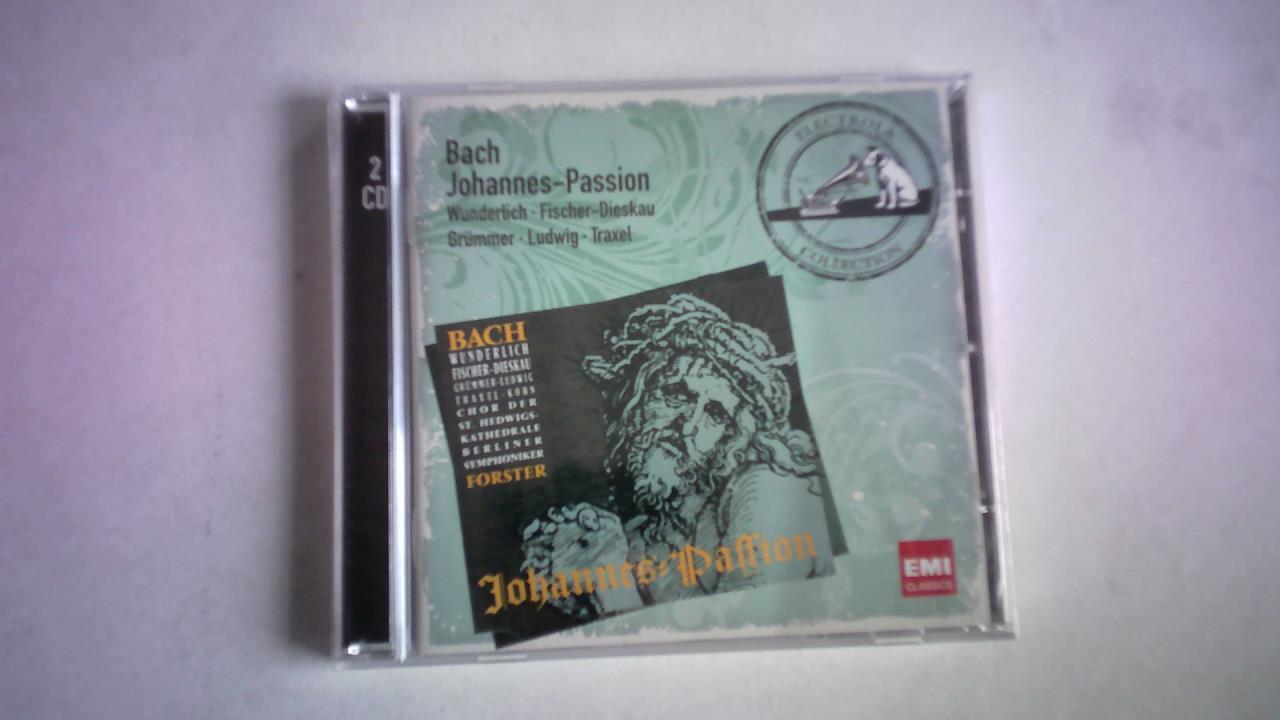 2
CD
Bach
Johannes-Passion
Wunderlich · Fischer-Dieskau
Grümmer · Ludwig · Traxel
ELECTROLA
COLLECTION
BACH
WUNDERLICH
FISCHER-DIESKAU
GRÜMMER-LUDWIG
TRAXEL-KOHN
CHOR DER
ST. HEDWIGS-
KATHEDRALE
BERLINER
SYMPHONIKER
FORSTER
Johannes-Passion
EMI
CLASSICS